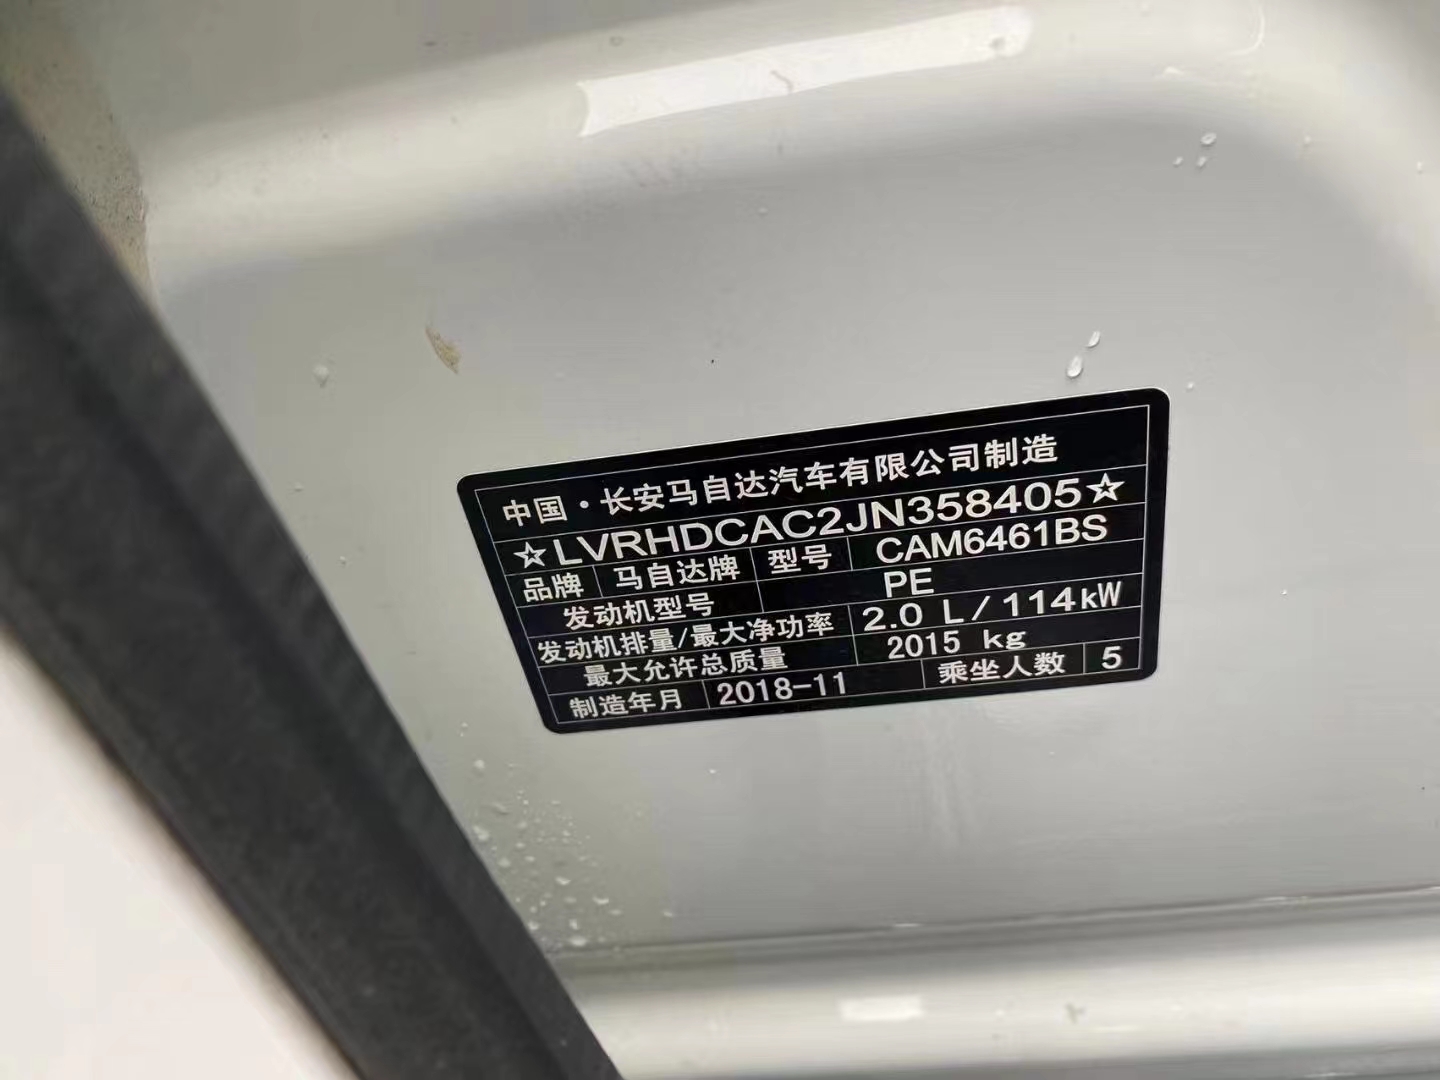 中国·长安马自达汽车有限公司制造
☆LVRHDCAC2JN358405☆
品牌 马自达牌 型号 CAM6461BS
发动机型号 PE
发动机排量/最大净功率 2.0 L/114kW
最大允许总质量 2015 kg
制造年月 2018-11 乘坐人数 5